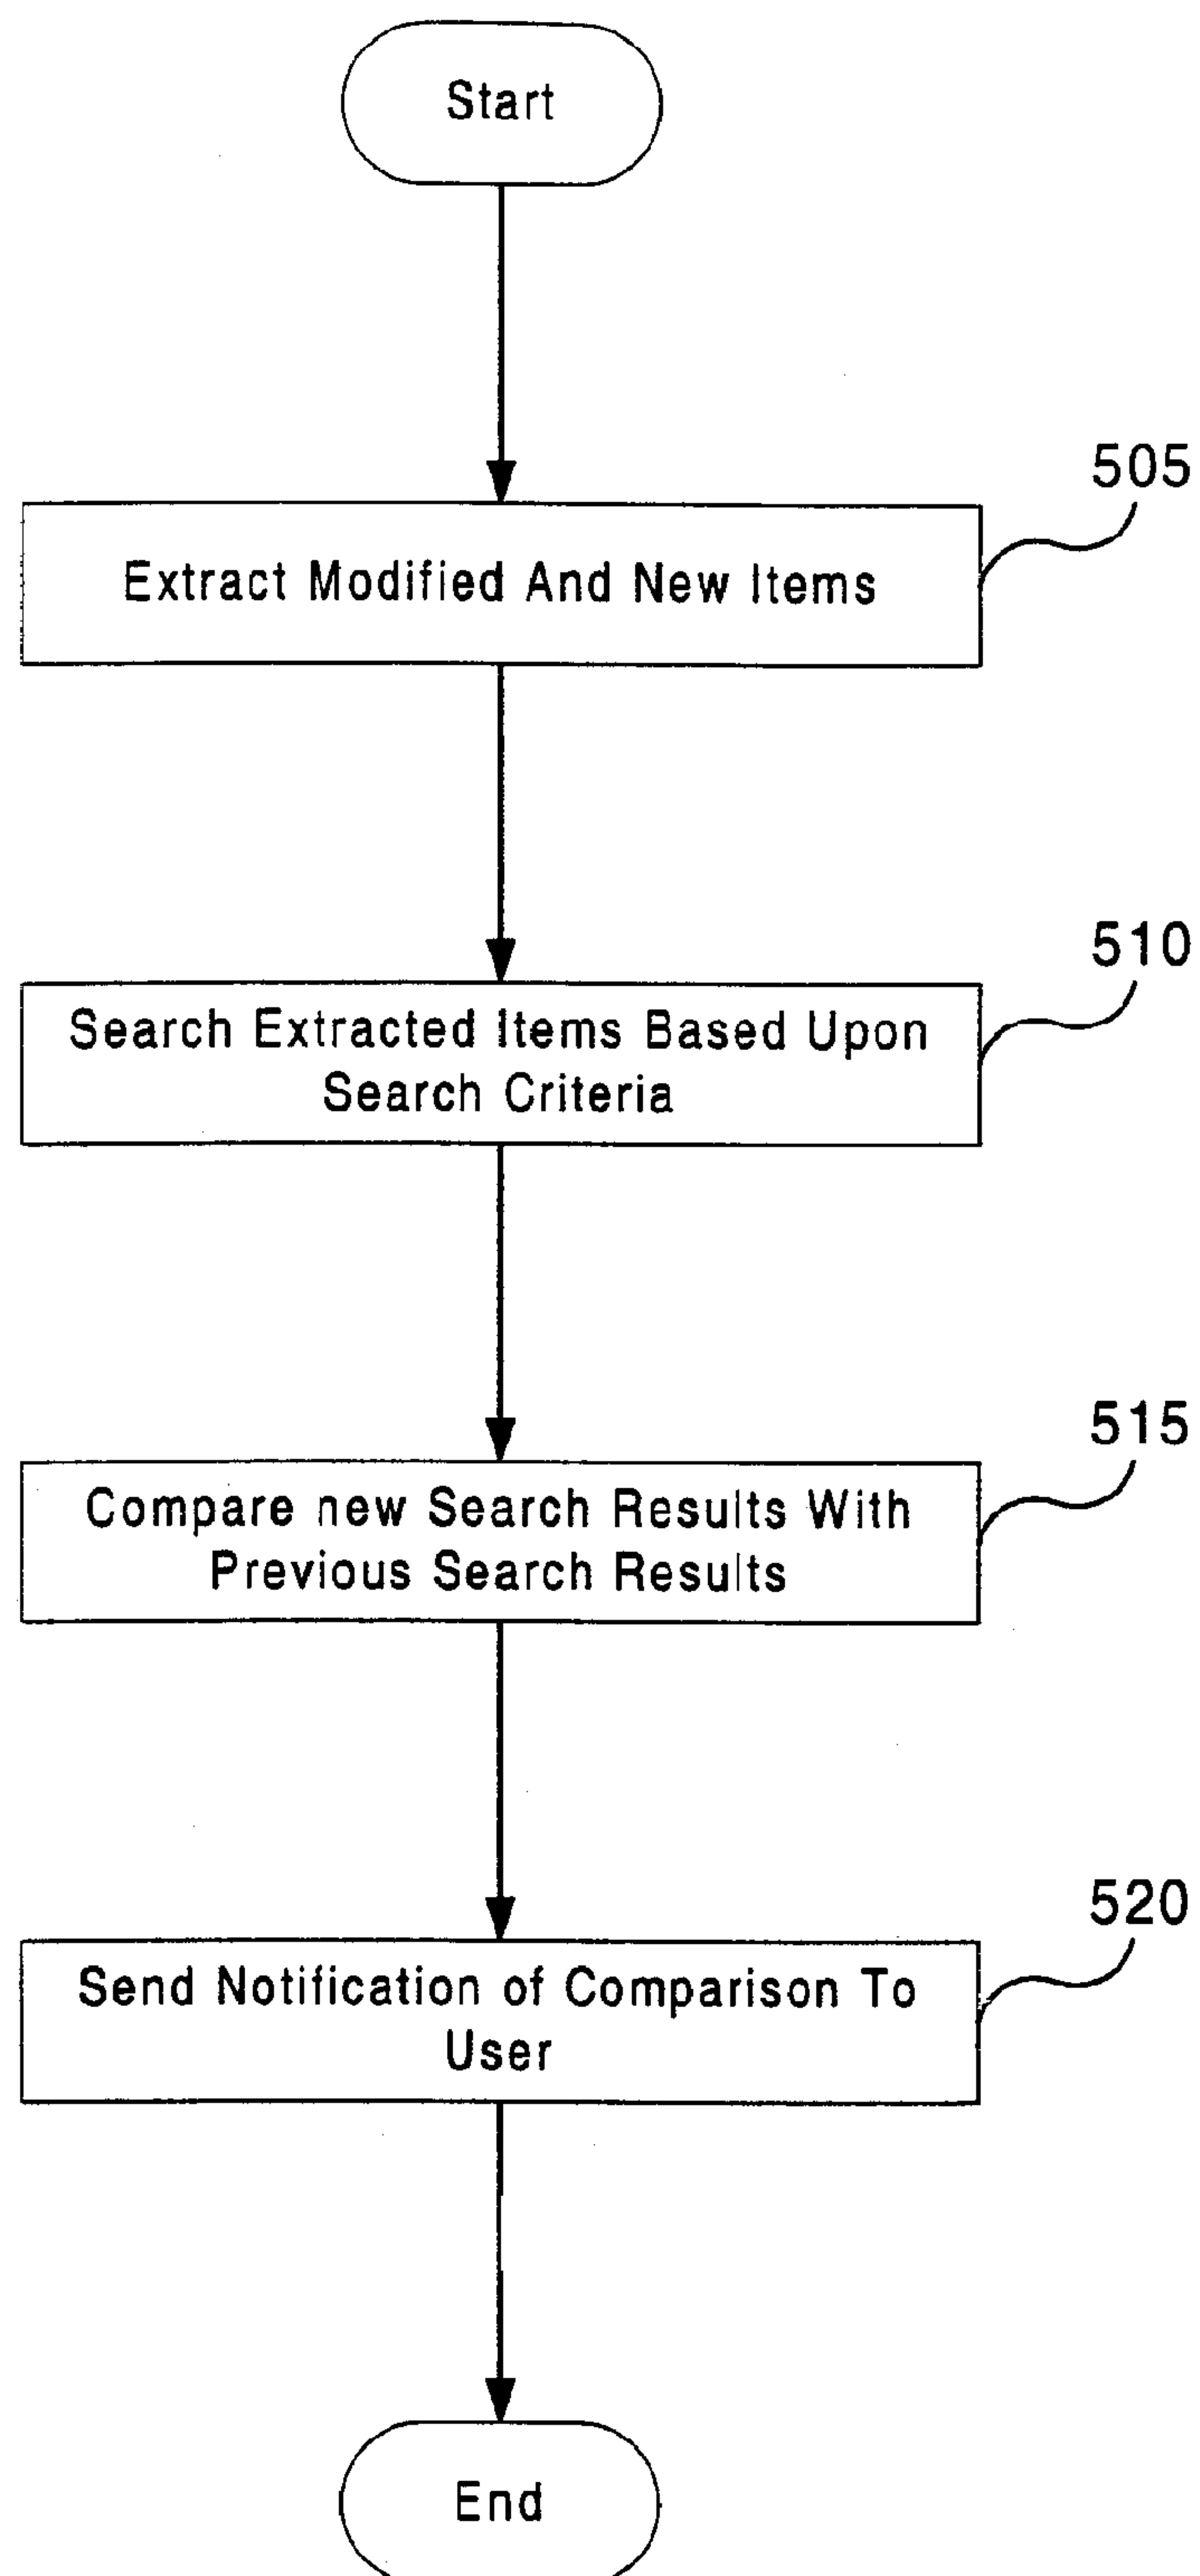 Start
505
Extract Modified And New Items
510
Search Extracted Items Based Upon
Search Criteria
515
Compare new Search Results With
Previous Search Results
520
Send Notification of Comparison To
User
End